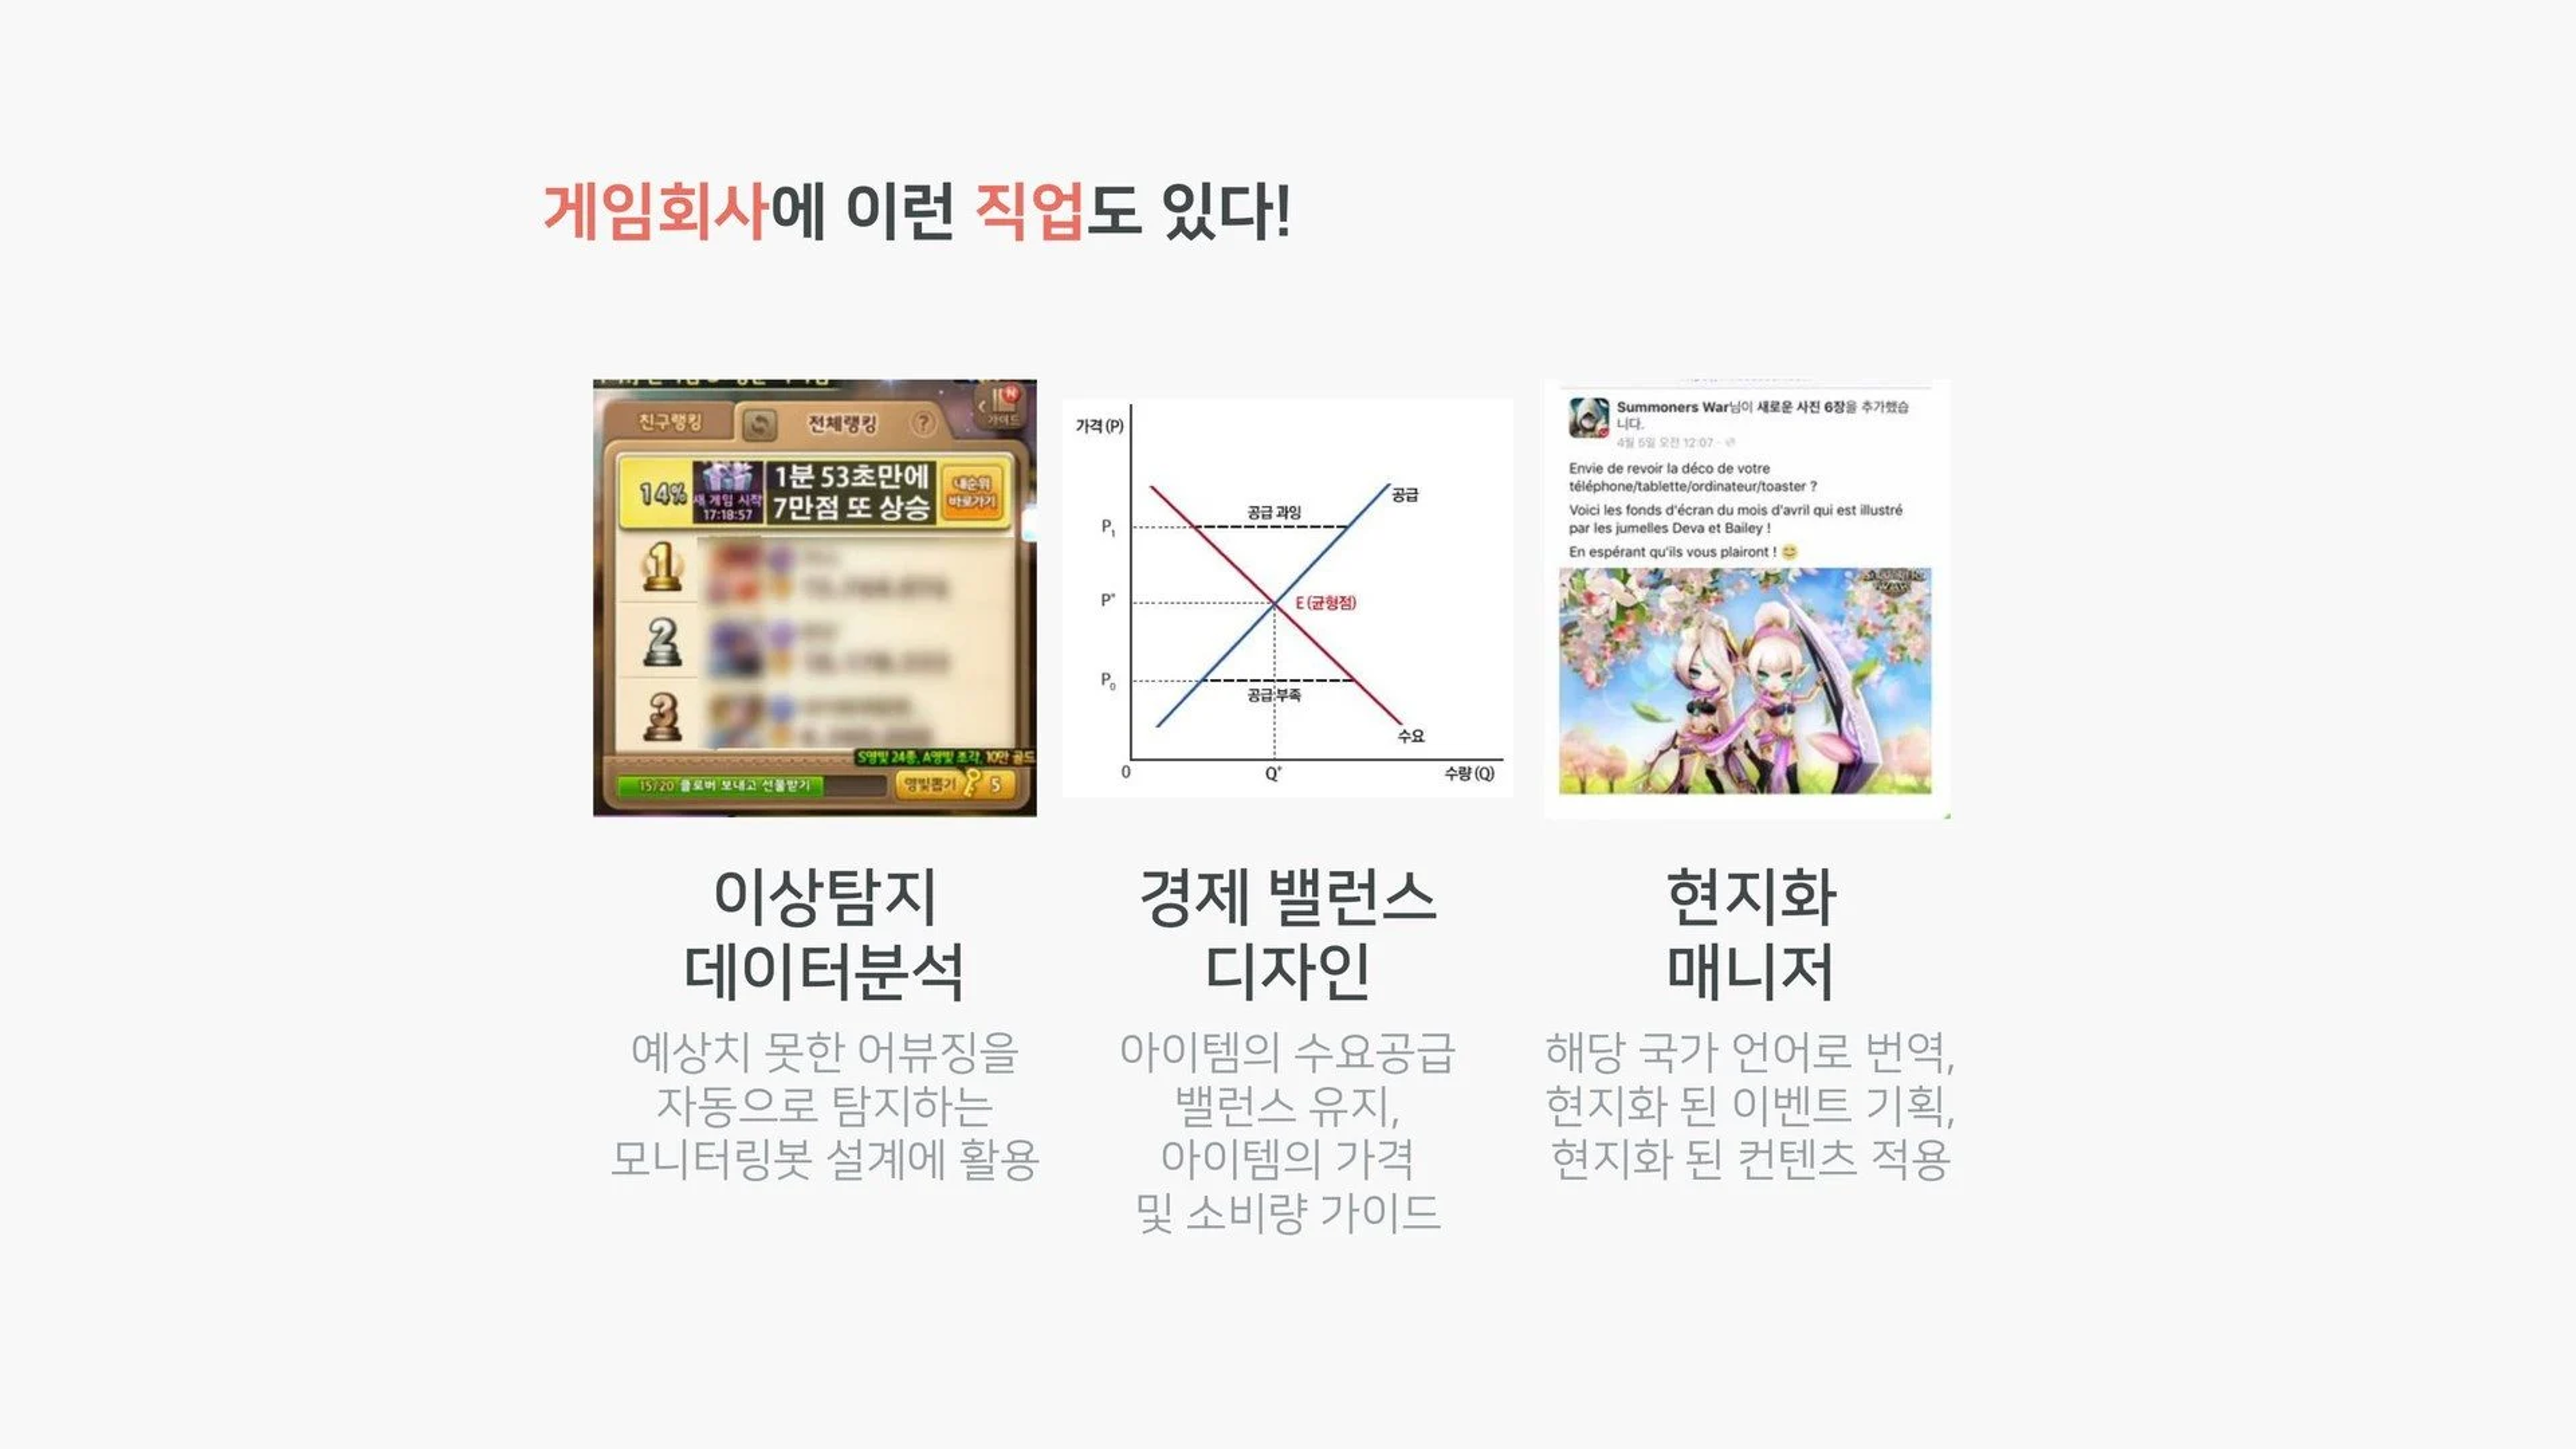 게임회사에 이런 직업도 있다!
친구랭킹
전체랭킹
?
N
가이드
14%
새 게임 시작
17:18:57
1분 53초만에
7만점 또 상승
내순위
바로가기
1
2
3
S영빛 24종, A영빛 조각, 10만 골드
15/20 클로버 보내고 선물받기
영빛뽑기 5
가격 (P)
공급
공급 과잉
P₁
P*
E (균형점)
P₀
공급 부족
수요
0
Q*
수량 (Q)
Summoners War님이 새로운 사진 6장을 추가했습
니다.
4월 5일 오전 12:07
Envie de revoir la déco de votre
téléphone/tablette/ordinateur/toaster ?
Voici les fonds d'écran du mois d'avril qui est illustré
par les jumelles Deva et Bailey !
En espérant qu'ils vous plairont ! 😄
이상탐지
데이터분석
예상치 못한 어뷰징을
자동으로 탐지하는
모니터링봇 설계에 활용
경제 밸런스
디자인
아이템의 수요공급
밸런스 유지,
아이템의 가격
및 소비량 가이드
현지화
매니저
해당 국가 언어로 번역,
현지화 된 이벤트 기획,
현지화 된 컨텐츠 적용